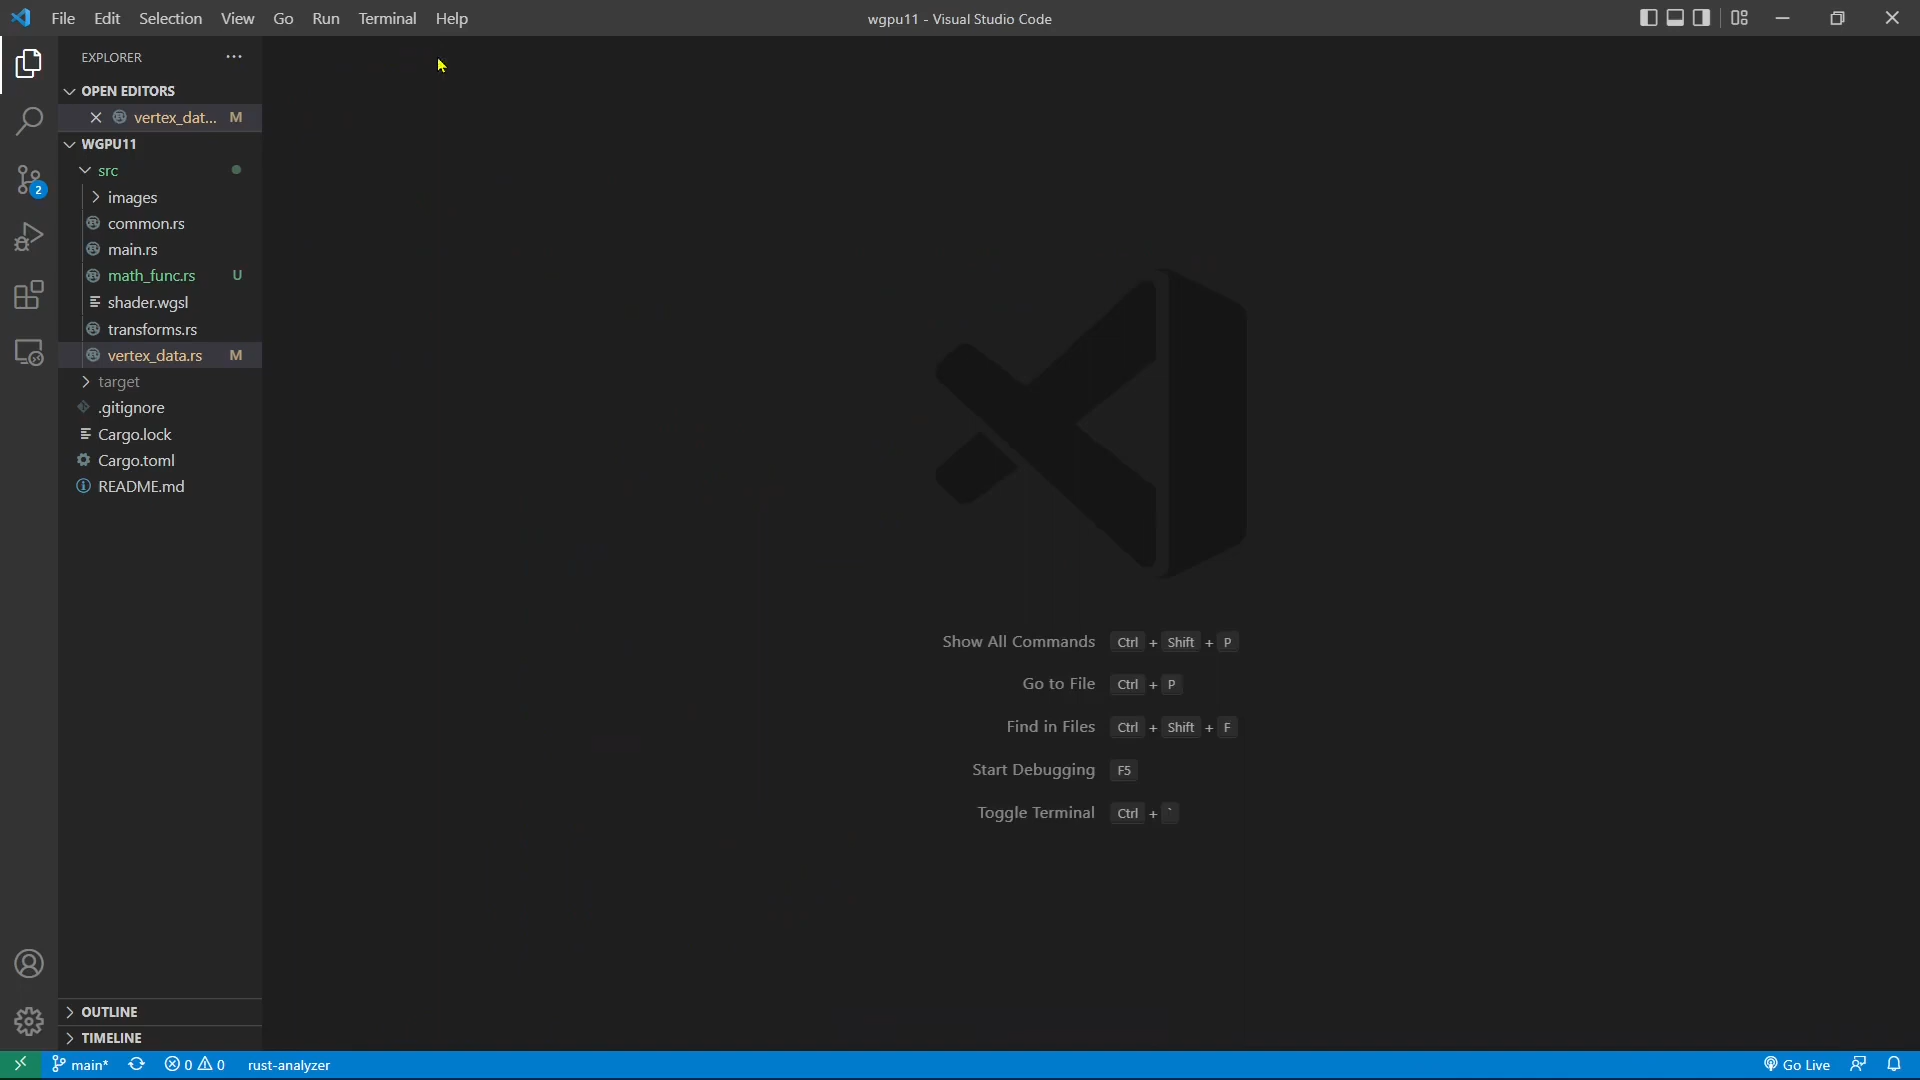 File Edit Selection View Go Run Terminal Help
wgpu11 - Visual Studio Code
EXPLORER
OPEN EDITORS
vertex_dat... M
WGPU11
src
images
common.rs
main.rs
math_func.rs U
shader.wgsl
transforms.rs
vertex_data.rs M
target
.gitignore
Cargo.lock
Cargo.toml
README.md
2
Show All Commands Ctrl + Shift + P
Go to File Ctrl + P
Find in Files Ctrl + Shift + F
Start Debugging F5
Toggle Terminal Ctrl + `
OUTLINE
TIMELINE
main* 0 0 rust-analyzer
Go Live